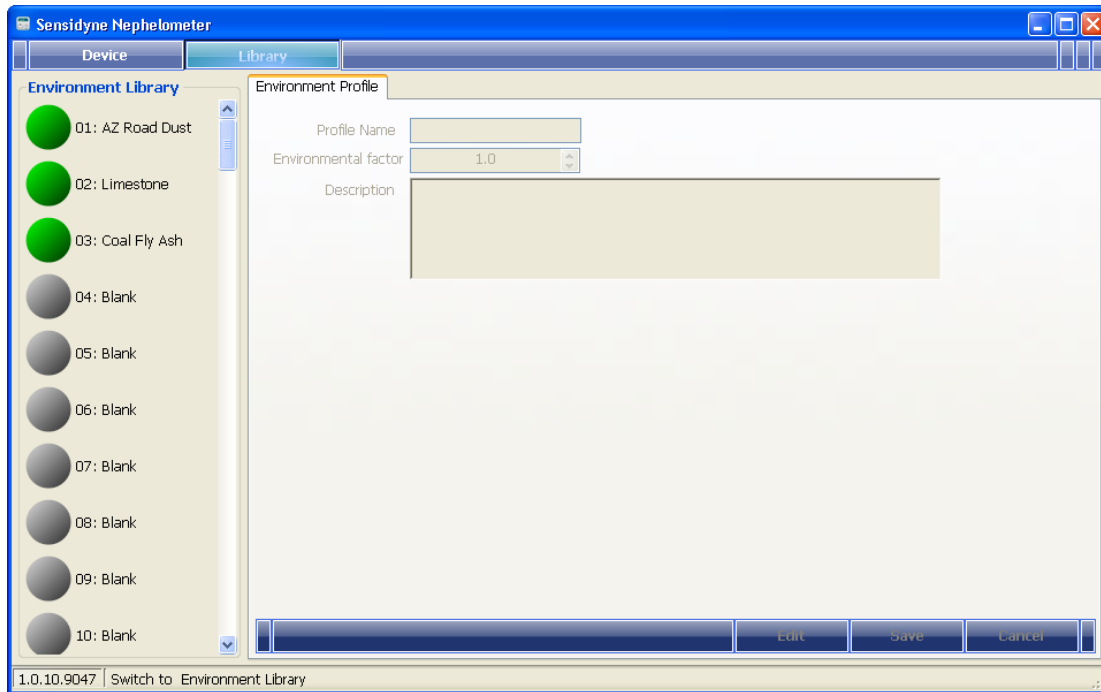 Sensidyne Nephelometer
Device Library
Environment Library
01: AZ Road Dust
02: Limestone
03: Coal Fly Ash
04: Blank
05: Blank
06: Blank
07: Blank
08: Blank
09: Blank
10: Blank
Environment Profile
Profile Name
Environmental factor 1.0
Description
Edit Save Cancel
1.0.10.9047 Switch to Environment Library